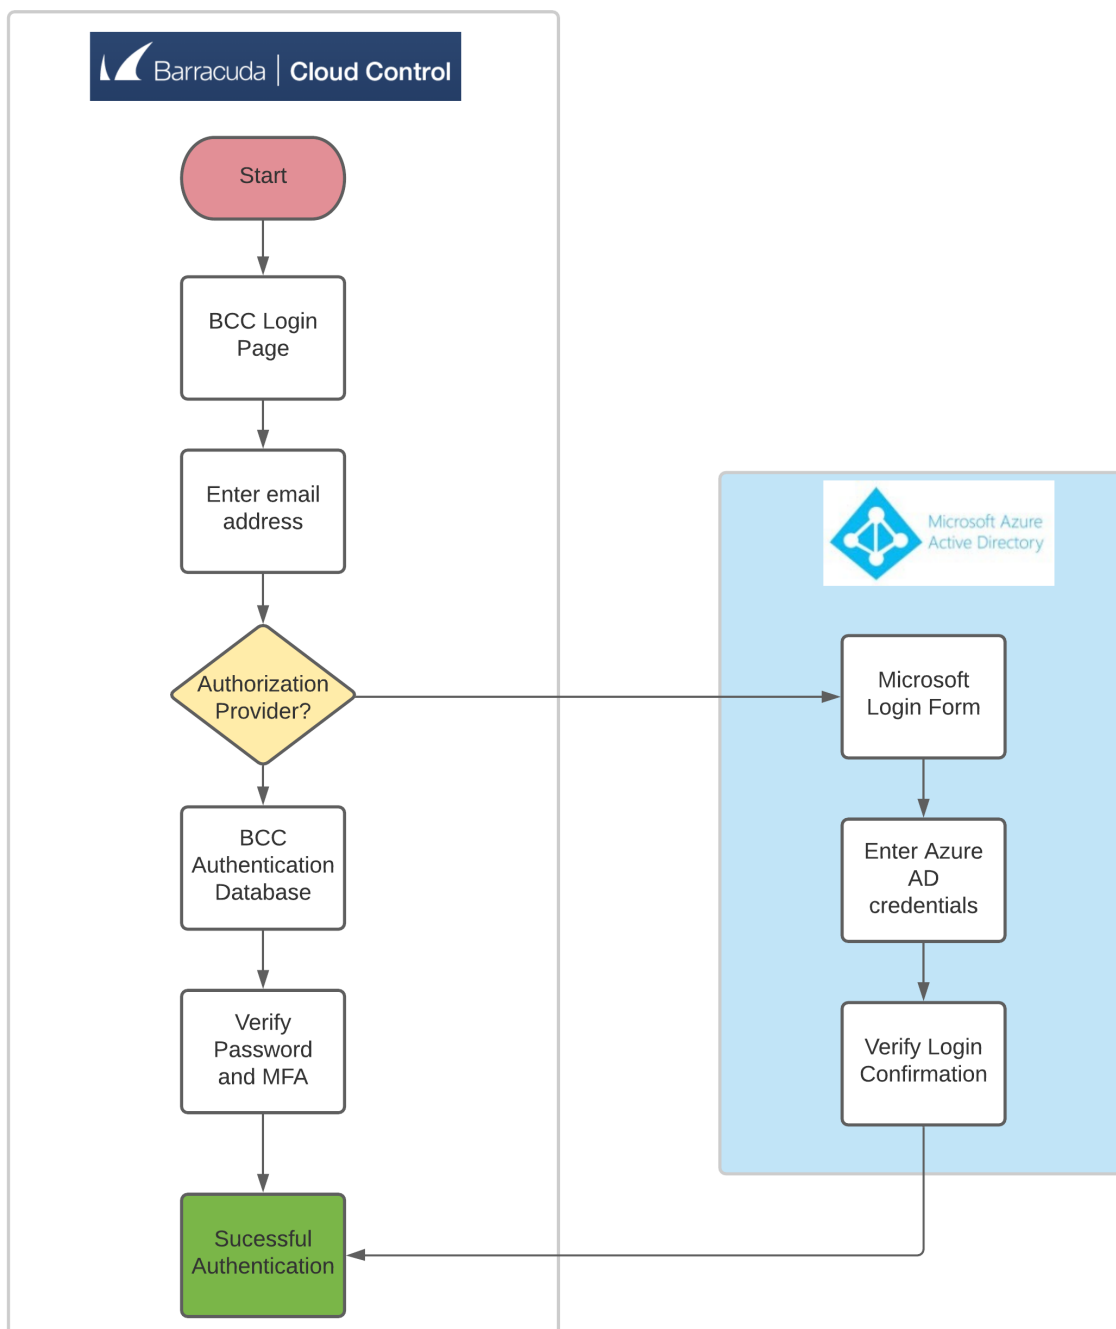 Barracuda | Cloud Control
Start
BCC Login
Page
Enter email
address
Authorization
Provider?
BCC
Authentication
Database
Verify
Password
and MFA
Sucessful
Authentication
Microsoft Azure
Active Directory
Microsoft
Login Form
Enter Azure
AD
credentials
Verify Login
Confirmation